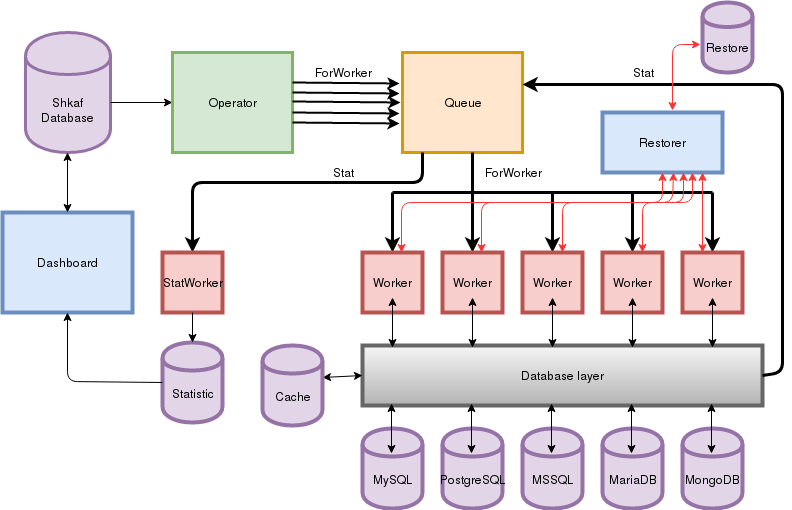 Restore
ForWorker
Stat
Shkaf
Database
Operator
Queue
Restorer
Stat
ForWorker
Dashboard
StatWorker
Worker
Worker
Worker
Worker
Worker
Database layer
Statistic
Cache
MySQL
PostgreSQL
MSSQL
MariaDB
MongoDB